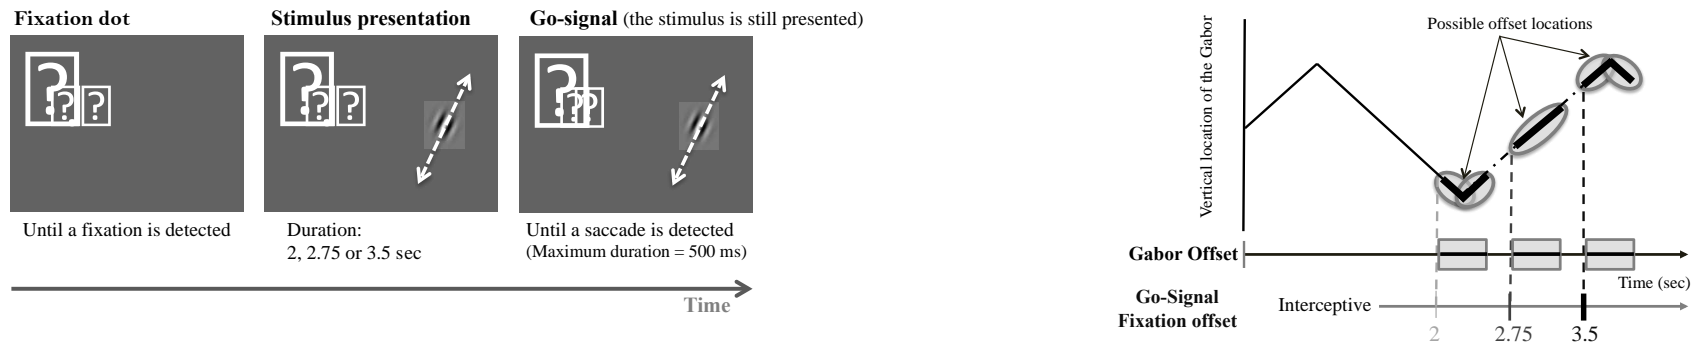 Fixation dot
Stimulus presentation
Go-signal (the stimulus is still presented)
? ? ?
? ? ?
? ? ?
Until a fixation is detected
Duration:
2, 2.75 or 3.5 sec
Until a saccade is detected
(Maximum duration = 500 ms)
Time
Vertical location of the Gabor
Possible offset locations
Gabor Offset
Time (sec)
Go-Signal
Fixation offset
Interceptive
2 2.75 3.5